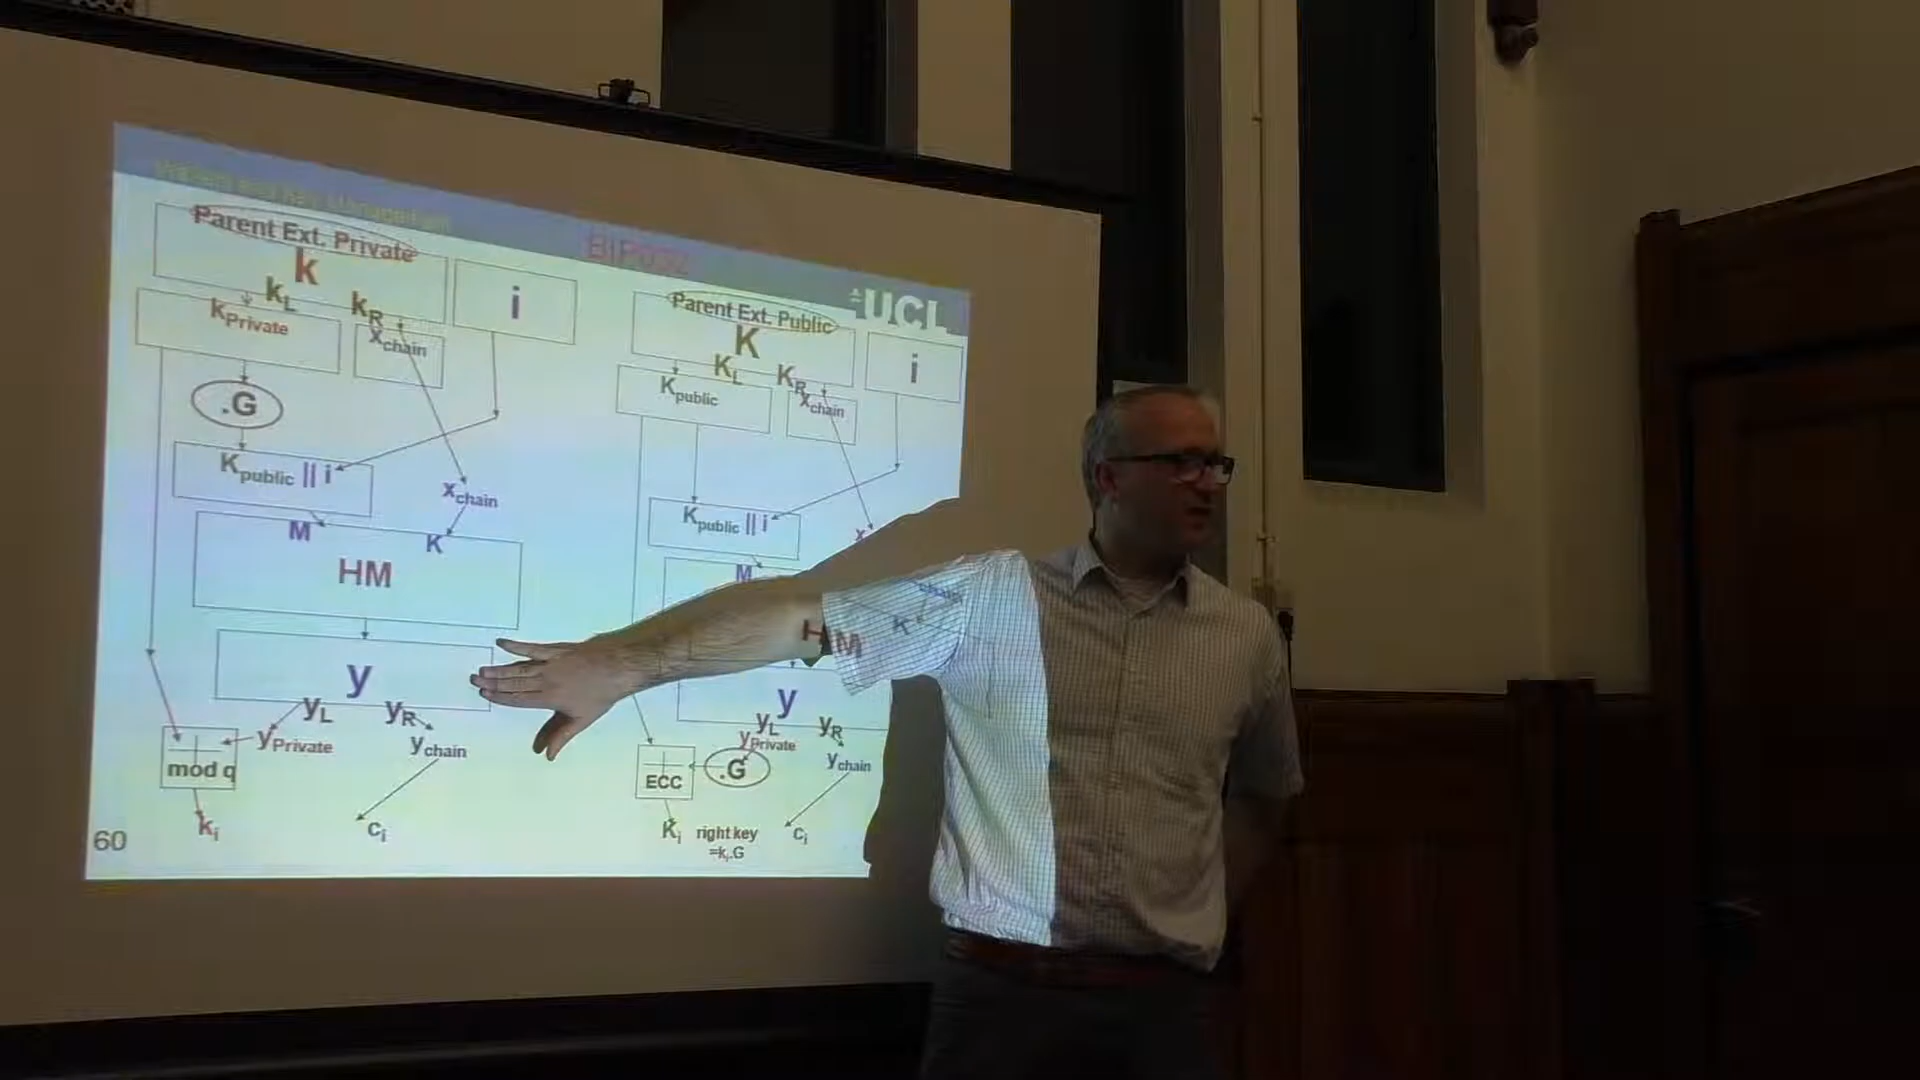 BIP032
UCL
Parent Ext. Private
k
kL kR
i
kPrivate
xchain
.G
Kpublic || i
xchain
M K
HM
y
yL yR
yPrivate
ychain
mod q
ki
ci
60
Parent Ext. Public
K
KL KR
i
Kpublic
xchain
Kpublic || i
M
K
HM
y
yL yR
yPrivate
ychain
ECC
.G
Ki right key
=ki.G
ci